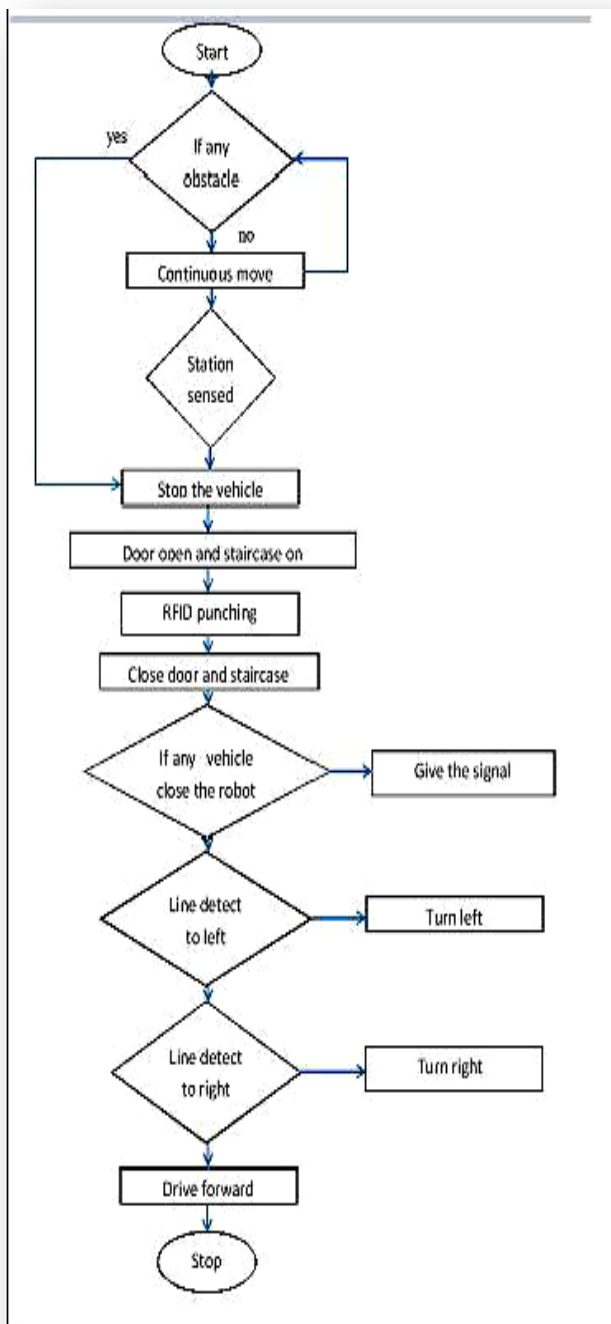 Start
yes
If any
obstacle
no
Continuous move
Station
sensed
Stop the vehicle
Door open and staircase on
RFID punching
Close door and staircase
If any vehicle
close the robot
Give the signal
Line detect
to left
Turn left
Line detect
to right
Turn right
Drive forward
Stop